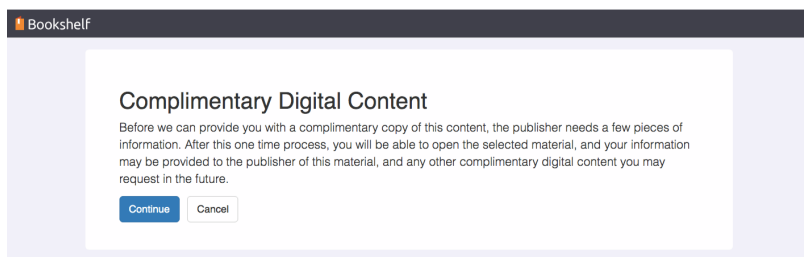 Bookshelf
Complimentary Digital Content
Before we can provide you with a complimentary copy of this content, the publisher needs a few pieces of
information. After this one time process, you will be able to open the selected material, and your information
may be provided to the publisher of this material, and any other complimentary digital content you may
request in the future.
Continue Cancel